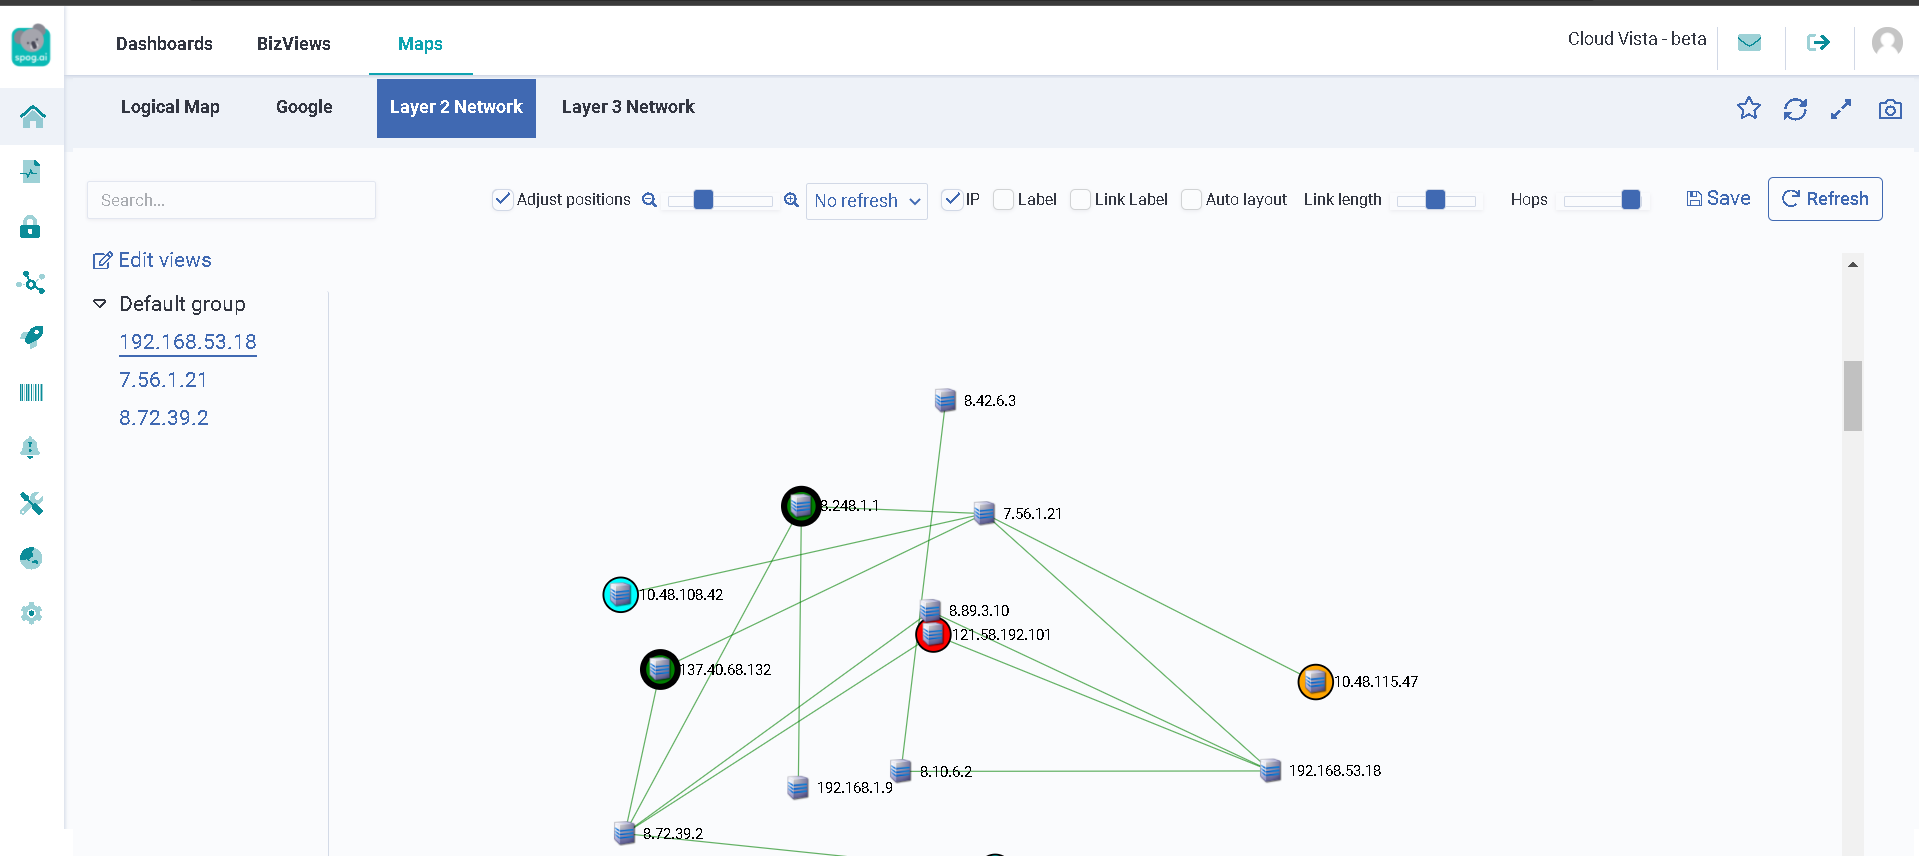 spog.ai
Dashboards
BizViews
Maps
Cloud Vista - beta
Logical Map
Google
Layer 2 Network
Layer 3 Network
Search...
Adjust positions
No refresh
IP
Label
Link Label
Auto layout
Link length
Hops
Save
Refresh
Edit views
Default group
192.168.53.18
7.56.1.21
8.72.39.2
8.42.6.3
8.248.1.1
7.56.1.21
10.48.108.42
8.89.3.10
121.58.192.101
137.40.68.132
10.48.115.47
8.10.6.2
192.168.53.18
192.168.1.9
8.72.39.2